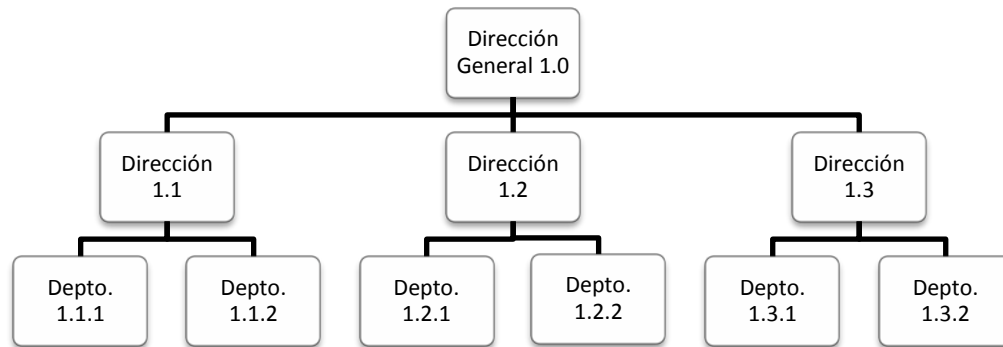 Dirección
General 1.0
Dirección
1.1
Dirección
1.2
Dirección
1.3
Depto.
1.1.1
Depto.
1.1.2
Depto.
1.2.1
Depto.
1.2.2
Depto.
1.3.1
Depto.
1.3.2